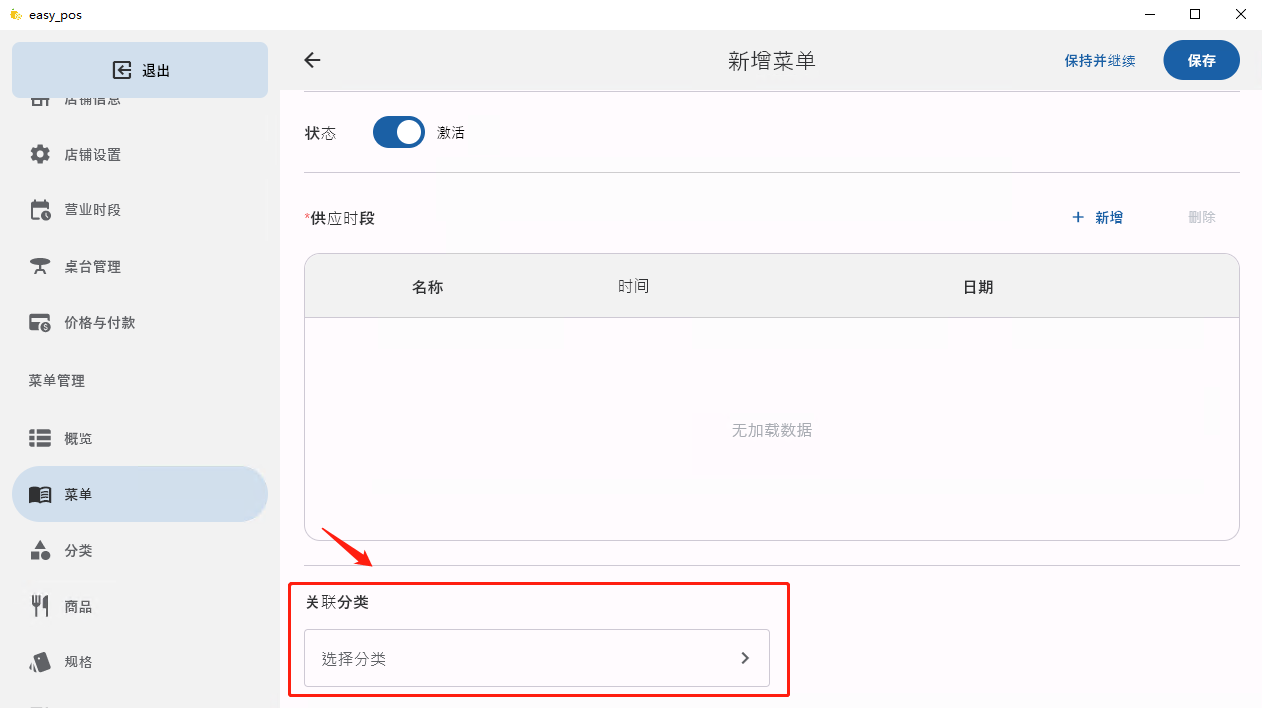 easy_pos
退出
店铺信息
店铺设置
营业时段
桌台管理
价格与付款
菜单管理
概览
菜单
分类
商品
规格
新增菜单
保持并继续
保存
状态
激活
*供应时段
+ 新增
删除
名称 时间 日期
无加载数据
关联分类
选择分类